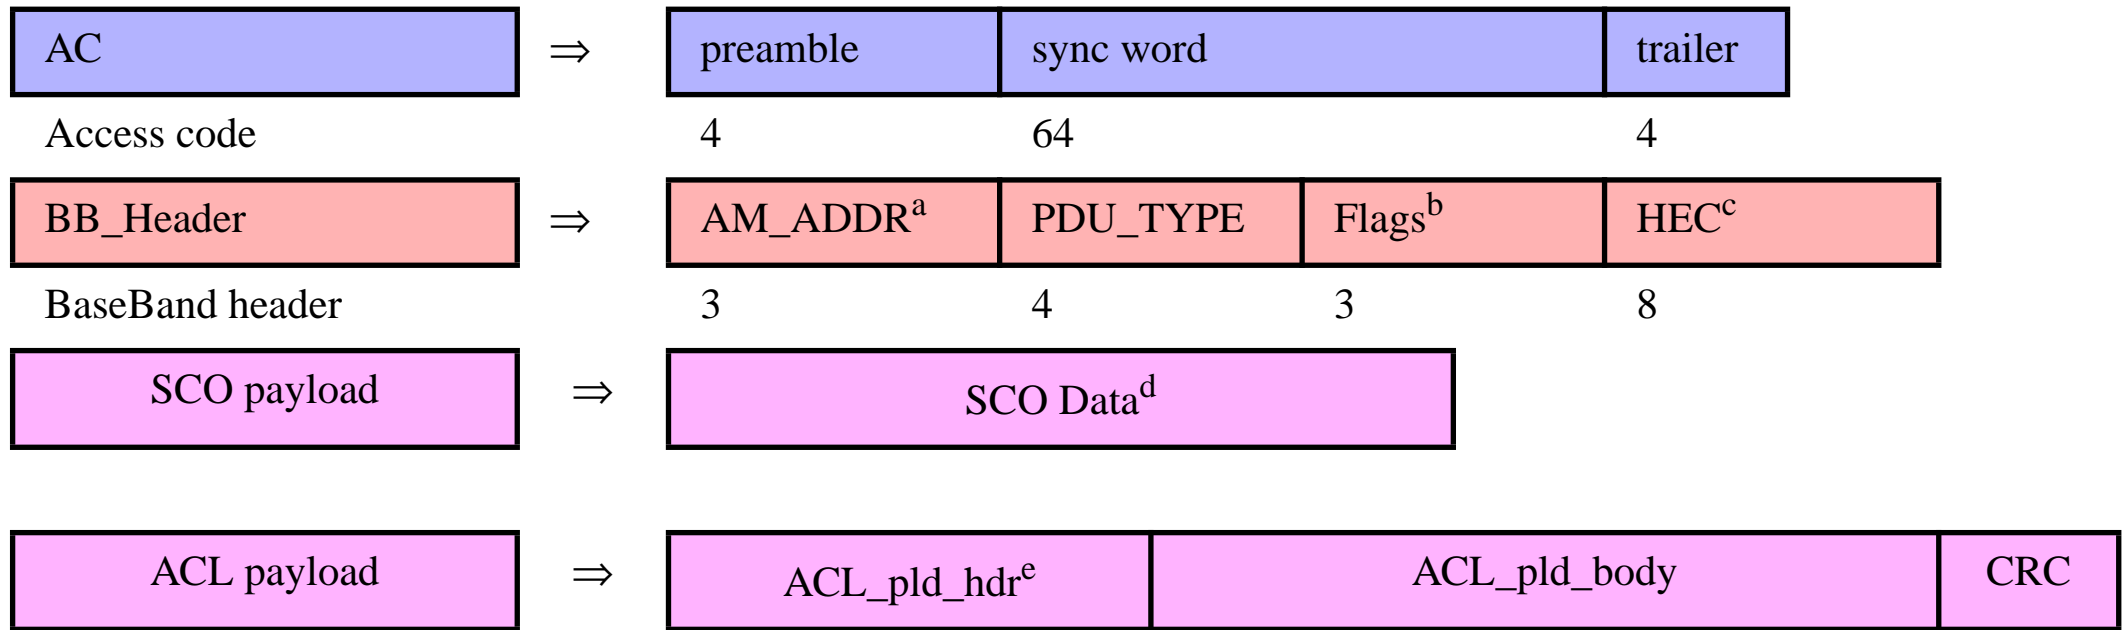 AC ⇒ preamble sync word trailer
Access code 4 64 4
BB_Header ⇒ AM_ADDRa PDU_TYPE Flagsb HECc
BaseBand header 3 4 3 8
SCO payload ⇒ SCO Datad
ACL payload ⇒ ACL_pld_hdre ACL_pld_body CRC